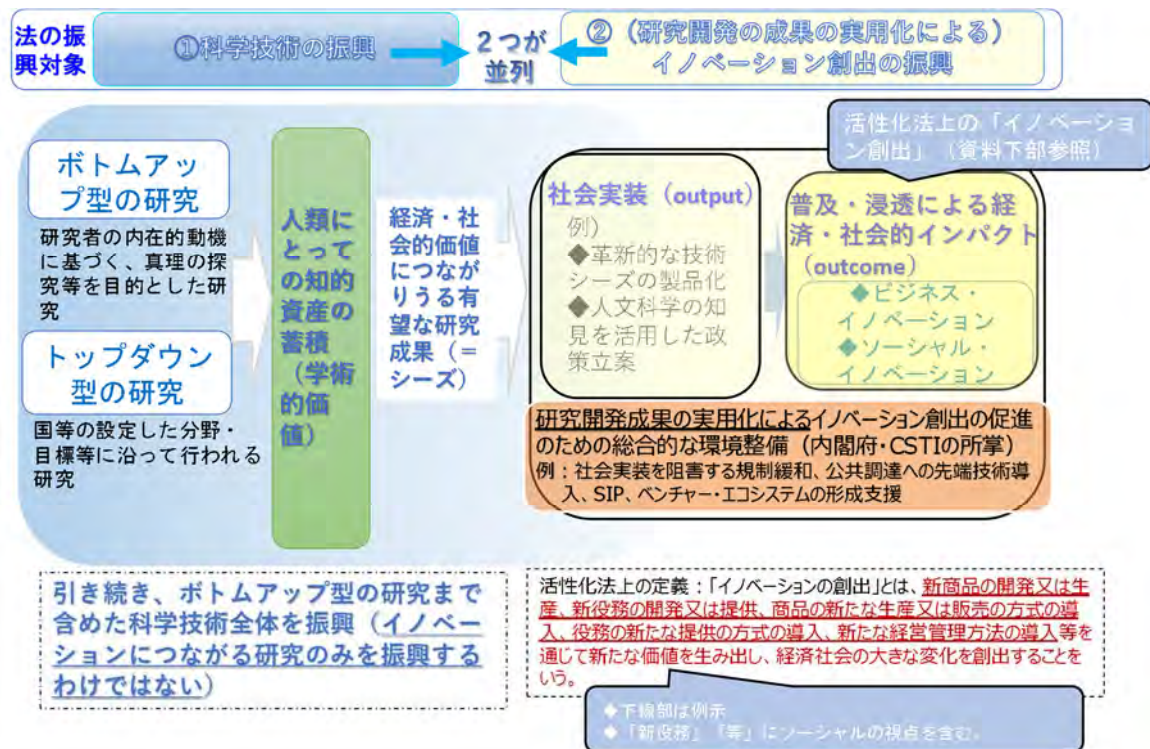 法の振
興対象
①科学技術の振興
２つが
並列
②（研究開発の成果の実用化による）
イノベーション創出の振興
活性化法上の「イノベーショ
ン創出」（資料下部参照）
ボトムアッ
プ型の研究
研究者の内在的動機
に基づく、真理の探
究等を目的とした研
究
トップダウン
型の研究
国等の設定した分野・
目標等に沿って行われる
研究
人類に
とって
の知的
資産の
蓄積
（学術
的価
値）
経済・社
会的価値
につなが
りうる有
望な研究
成果（＝
シーズ）
社会実装（output）
例）
◆革新的な技術
シーズの製品化
◆人文科学の知
見を活用した政
策立案
普及・浸透による経
済・社会的インパクト
（outcome）
◆ビジネス・
イノベーション
◆ソーシャル・
イノベーション
研究開発成果の実用化によるイノベーション創出の促進
のための総合的な環境整備（内閣府・CSTIの所掌）
例：社会実装を阻害する規制緩和、公共調達への先端技術導
入、SIP、ベンチャー・エコシステムの形成支援
引き続き、ボトムアップ型の研究まで
含めた科学技術全体を振興（イノベー
ションにつながる研究のみを振興する
わけではない）
活性化法上の定義：「イノベーションの創出」とは、新商品の開発又は生
産、新役務の開発又は提供、商品の新たな生産又は販売の方式の導
入、役務の新たな提供の方式の導入、新たな経営管理方法の導入等を
通じて新たな価値を生み出し、経済社会の大きな変化を創出することを
いう。
◆下線部は例示
◆「新役務」「等」にソーシャルの視点を含む。